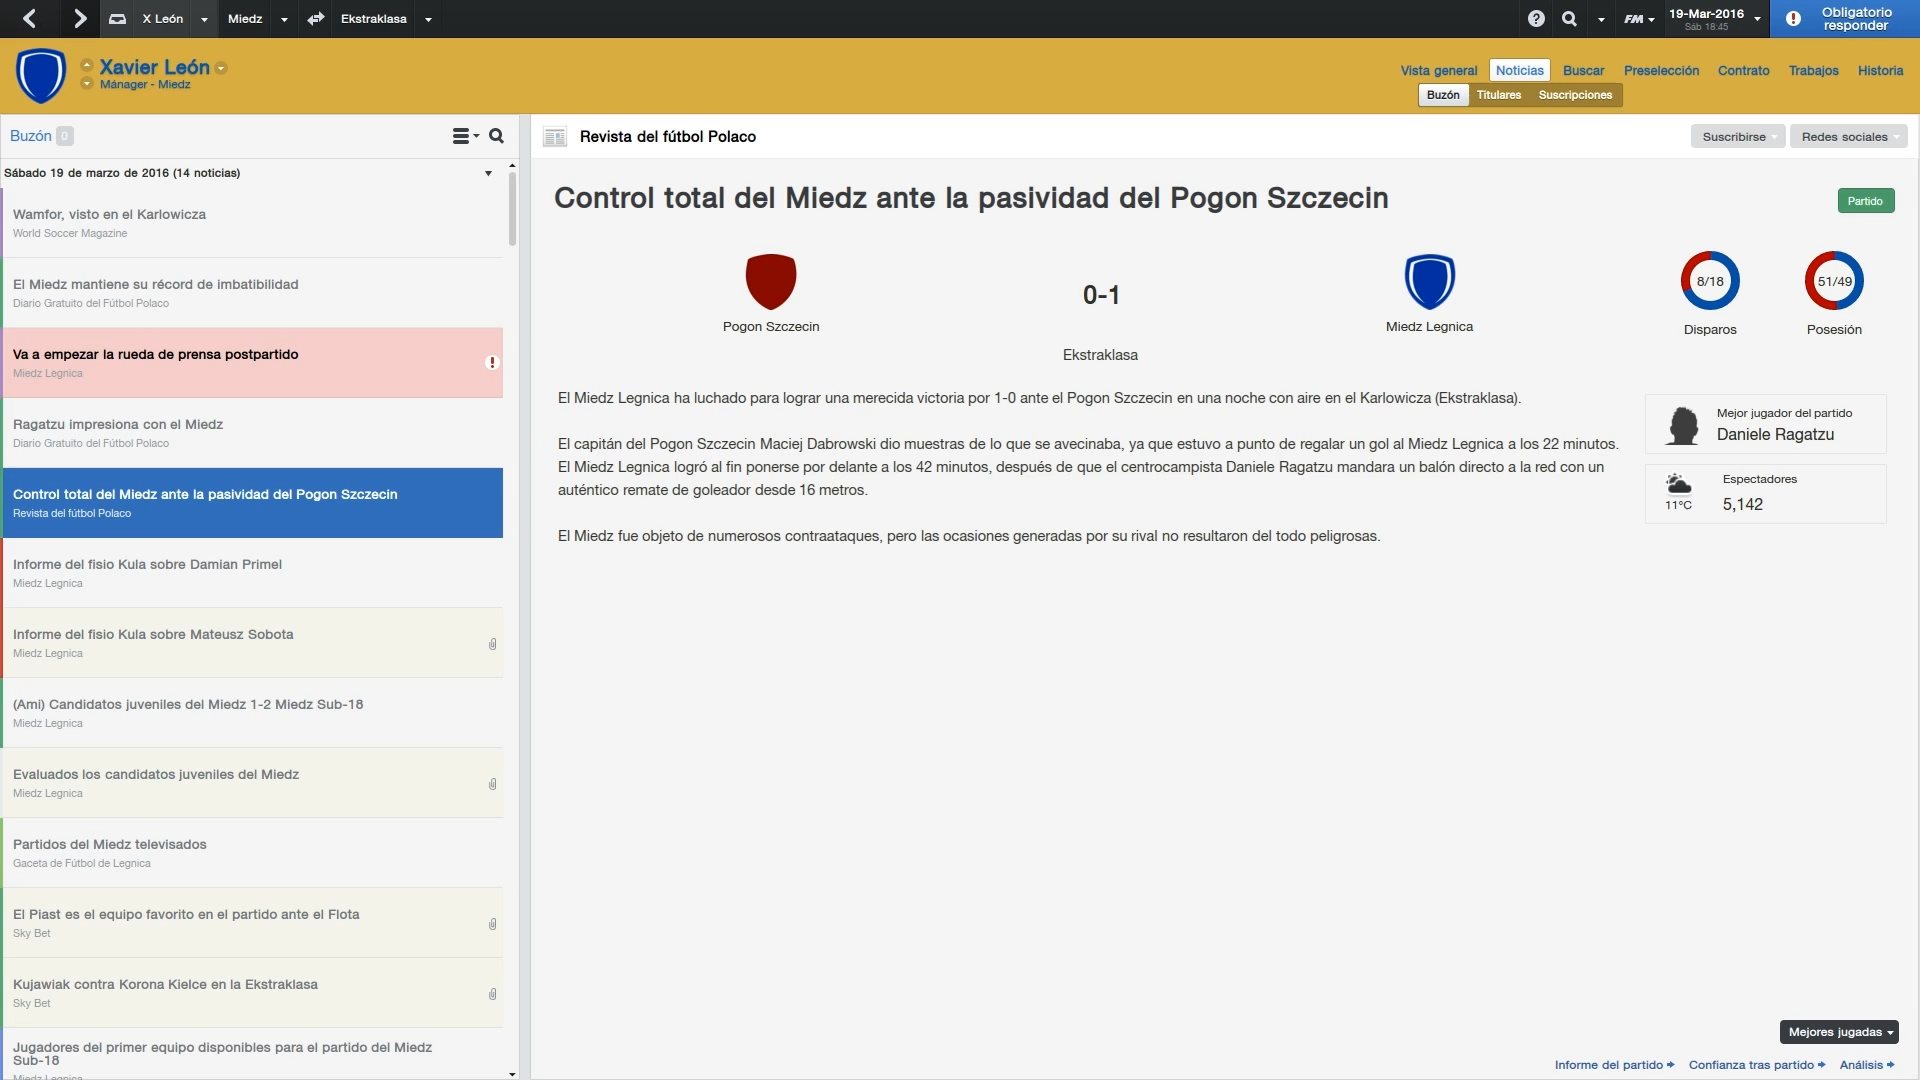 X León
Miedz
Ekstraklasa
FM
19-Mar-2016
Sáb 18:45
Obligatorio
responder
Xavier León
Mánager - Miedz
Vista general
Noticias
Buscar
Preselección
Contrato
Trabajos
Historia
Buzón
Titulares
Suscripciones
Buzón 0
Sábado 19 de marzo de 2016 (14 noticias)
Wamfor, visto en el Karlowicza
World Soccer Magazine
El Miedz mantiene su récord de imbatibilidad
Diario Gratuito del Fútbol Polaco
Va a empezar la rueda de prensa postpartido
Miedz Legnica
Ragatzu impresiona con el Miedz
Diario Gratuito del Fútbol Polaco
Control total del Miedz ante la pasividad del Pogon Szczecin
Revista del fútbol Polaco
Informe del fisio Kula sobre Damian Primel
Miedz Legnica
Informe del fisio Kula sobre Mateusz Sobota
Miedz Legnica
(Ami) Candidatos juveniles del Miedz 1-2 Miedz Sub-18
Miedz Legnica
Evaluados los candidatos juveniles del Miedz
Miedz Legnica
Partidos del Miedz televisados
Gaceta de Fútbol de Legnica
El Piast es el equipo favorito en el partido ante el Flota
Sky Bet
Kujawiak contra Korona Kielce en la Ekstraklasa
Sky Bet
Jugadores del primer equipo disponibles para el partido del Miedz
Sub-18
Miedz Legnica
Revista del fútbol Polaco
Suscribirse
Redes sociales
Control total del Miedz ante la pasividad del Pogon Szczecin
Partido
Pogon Szczecin
0-1
Miedz Legnica
Ekstraklasa
8/18
Disparos
51/49
Posesión
El Miedz Legnica ha luchado para lograr una merecida victoria por 1-0 ante el Pogon Szczecin en una noche con aire en el Karlowicza (Ekstraklasa).
El capitán del Pogon Szczecin Maciej Dabrowski dio muestras de lo que se avecinaba, ya que estuvo a punto de regalar un gol al Miedz Legnica a los 22 minutos.
El Miedz Legnica logró al fin ponerse por delante a los 42 minutos, después de que el centrocampista Daniele Ragatzu mandara un balón directo a la red con un
auténtico remate de goleador desde 16 metros.
El Miedz fue objeto de numerosos contraataques, pero las ocasiones generadas por su rival no resultaron del todo peligrosas.
Mejor jugador del partido
Daniele Ragatzu
11°C
Espectadores
5,142
Mejores jugadas
Informe del partido
Confianza tras partido
Análisis